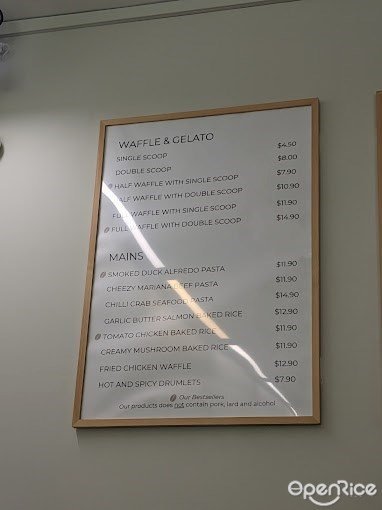 WAFFLE & GELATO
SINGLE SCOOP $4.50
DOUBLE SCOOP $8.00
HALF WAFFLE WITH SINGLE SCOOP $7.90
HALF WAFFLE WITH DOUBLE SCOOP $10.90
FULL WAFFLE WITH SINGLE SCOOP $11.90
FULL WAFFLE WITH DOUBLE SCOOP $14.90
MAINS
SMOKED DUCK ALFREDO PASTA $11.90
CHEEZY MARIANA BEEF PASTA $11.90
CHILLI CRAB SEAFOOD PASTA $14.90
GARLIC BUTTER SALMON BAKED RICE $12.90
TOMATO CHICKEN BAKED RICE $11.90
CREAMY MUSHROOM BAKED RICE $11.90
FRIED CHICKEN WAFFLE $12.90
HOT AND SPICY DRUMLETS $7.90
Our Bestsellers
Our products does not contain pork, lard and alcohol
OpenRice